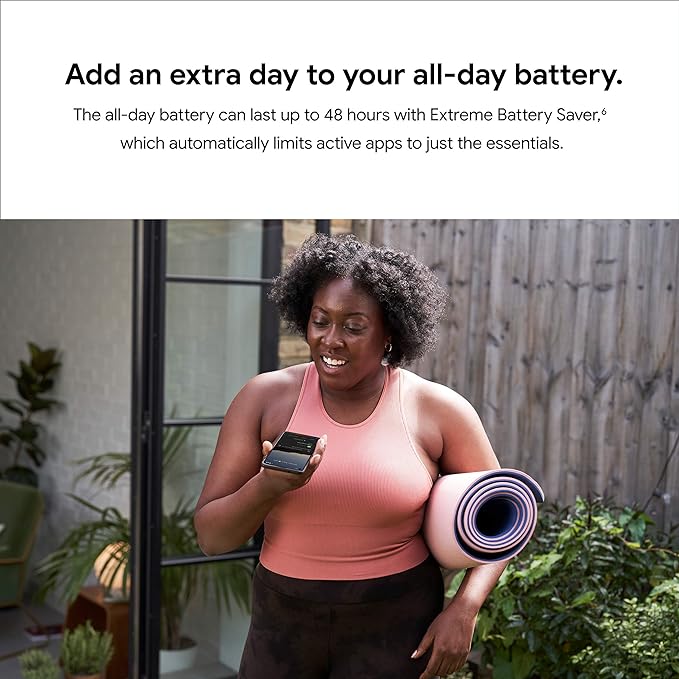 Add an extra day to your all-day battery.
The all-day battery can last up to 48 hours with Extreme Battery Saver,⁶
which automatically limits active apps to just the essentials.